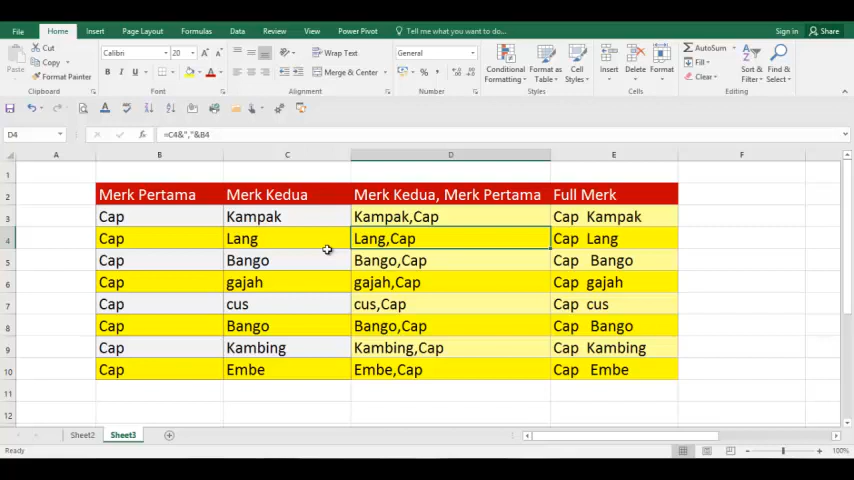 File Home Insert Page Layout Formulas Data Review View Power Pivot Tell me what you want to do... Sign in Share
Paste Cut Copy Format Painter Clipboard
Calibri 20 A A B I U A Font
Wrap Text Merge & Center Alignment
General % , Number
Conditional Formatting Format as Table Cell Styles Styles
Insert Delete Format Cells
AutoSum Fill Clear Sort & Filter Find & Select Editing
D4 fx =C4&","&B4
A B C D E F
1
2 Merk Pertama Merk Kedua Merk Kedua, Merk Pertama Full Merk
3 Cap Kampak Kampak,Cap Cap Kampak
4 Cap Lang Lang,Cap Cap Lang
5 Cap Bango Bango,Cap Cap Bango
6 Cap gajah gajah,Cap Cap gajah
7 Cap cus cus,Cap Cap cus
8 Cap Bango Bango,Cap Cap Bango
9 Cap Kambing Kambing,Cap Cap Kambing
10 Cap Embe Embe,Cap Cap Embe
11
12
Sheet2 Sheet3
Ready 100%